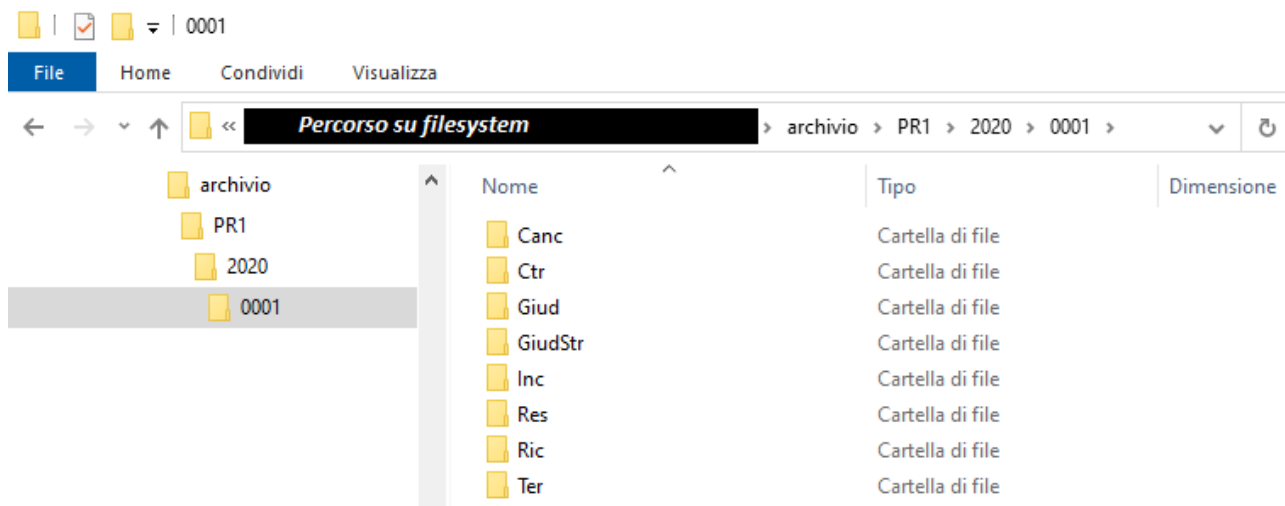 0001
File Home Condividi Visualizza
« Percorso su filesystem > archivio > PR1 > 2020 > 0001 >
archivio
PR1
2020
0001
Nome Tipo Dimensione
Canc Cartella di file
Ctr Cartella di file
Giud Cartella di file
GiudStr Cartella di file
Inc Cartella di file
Res Cartella di file
Ric Cartella di file
Ter Cartella di file